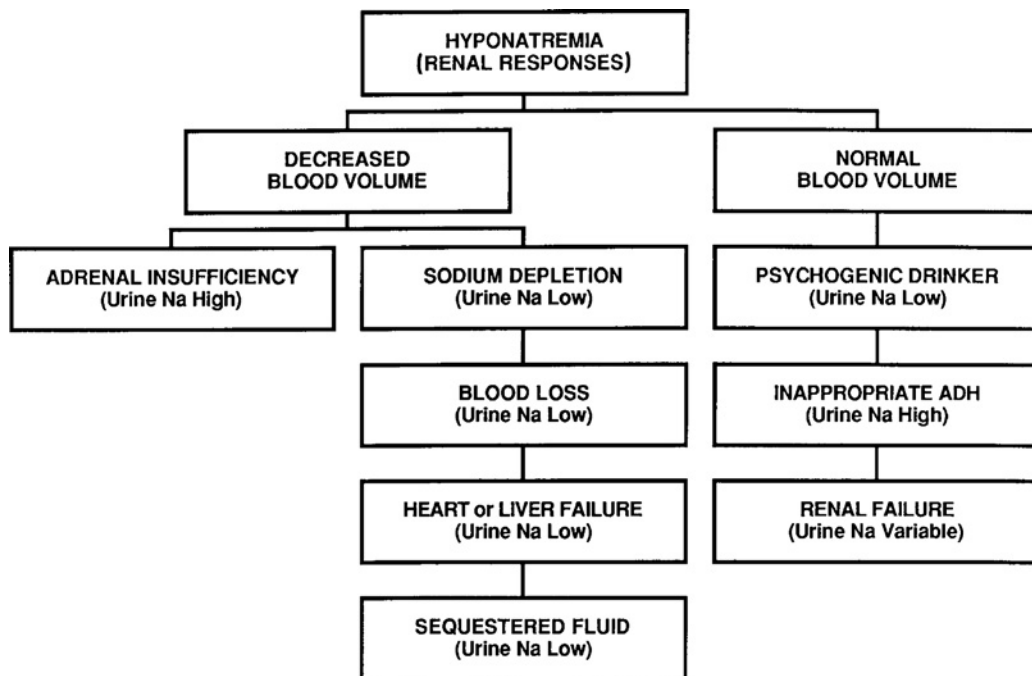 HYPONATREMIA
(RENAL RESPONSES)
DECREASED
BLOOD VOLUME
NORMAL
BLOOD VOLUME
ADRENAL INSUFFICIENCY
(Urine Na High)
SODIUM DEPLETION
(Urine Na Low)
PSYCHOGENIC DRINKER
(Urine Na Low)
BLOOD LOSS
(Urine Na Low)
INAPPROPRIATE ADH
(Urine Na High)
HEART or LIVER FAILURE
(Urine Na Low)
RENAL FAILURE
(Urine Na Variable)
SEQUESTERED FLUID
(Urine Na Low)